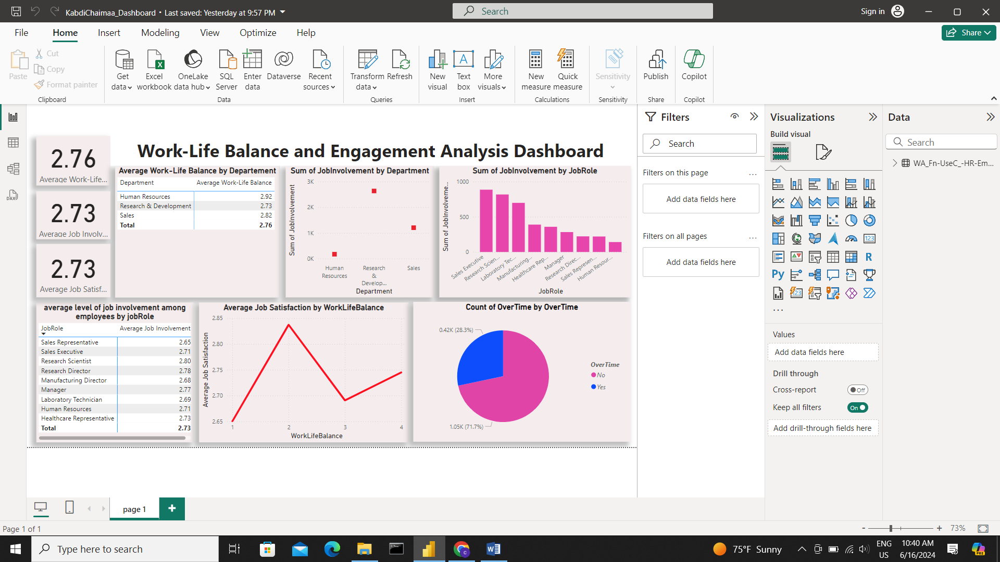 KabdiChaimaa_Dashboard • Last saved: Yesterday at 9:57 PM
Search
Sign in
File Home Insert Modeling View Optimize Help
Share
Paste
Cut
Copy
Format painter
Clipboard
Get data
Excel workbook
OneLake data hub
SQL Server
Enter data
Dataverse
Recent sources
Data
Transform data
Refresh
Queries
New visual
Text box
More visuals
Insert
New measure
Quick measure
Calculations
Sensitivity
Sensitivity
Publish
Share
Copilot
Copilot
Work-Life Balance and Engagement Analysis Dashboard
2.76
Average Work-Life...
2.73
Average Job Involv...
2.73
Average Job Satisf...
Average Work-Life Balance by Departement
Department Average Work-Life Balance
Human Resources 2.92
Research & Development 2.73
Sales 2.82
Total 2.76
Sum of JobInvolvement by Department
Sum of JobInvolvement
3K
2K
1K
0K
Human Resources
Research & Develop...
Sales
Department
Sum of JobInvolvement by JobRole
Sum of JobInvolveme...
1000
500
0
Sales Executive
Research Scien...
Laboratory Tec...
Manufacturing...
Healthcare Rep...
Manager
Research Direc...
Sales Represen...
Human Resour...
JobRole
average level of job involvement among
employees by jobRole
JobRole Average Job Involvement
Sales Representative 2.65
Sales Executive 2.71
Research Scientist 2.80
Research Director 2.78
Manufacturing Director 2.68
Manager 2.77
Laboratory Technician 2.69
Human Resources 2.71
Healthcare Representative 2.73
Total 2.73
Average Job Satisfaction by WorkLifeBalance
Average Job Satisfaction
2.85
2.80
2.75
2.70
2.65
1 2 3 4
WorkLifeBalance
Count of OverTime by OverTime
0.42K (28.3%)
1.05K (71.7%)
OverTime
No
Yes
Filters
Search
Filters on this page ...
Add data fields here
Filters on all pages ...
Add data fields here
Visualizations
Build visual
123
R
Py
123
...
Values
Add data fields here
Drill through
Cross-report Off
Keep all filters On
Add drill-through fields here
Data
Search
WA_Fn-UseC_-HR-Em...
DAX
page 1
+
Page 1 of 1
- + 73%
Type here to search
75°F Sunny
ENG
US
10:40 AM
6/16/2024
PRE